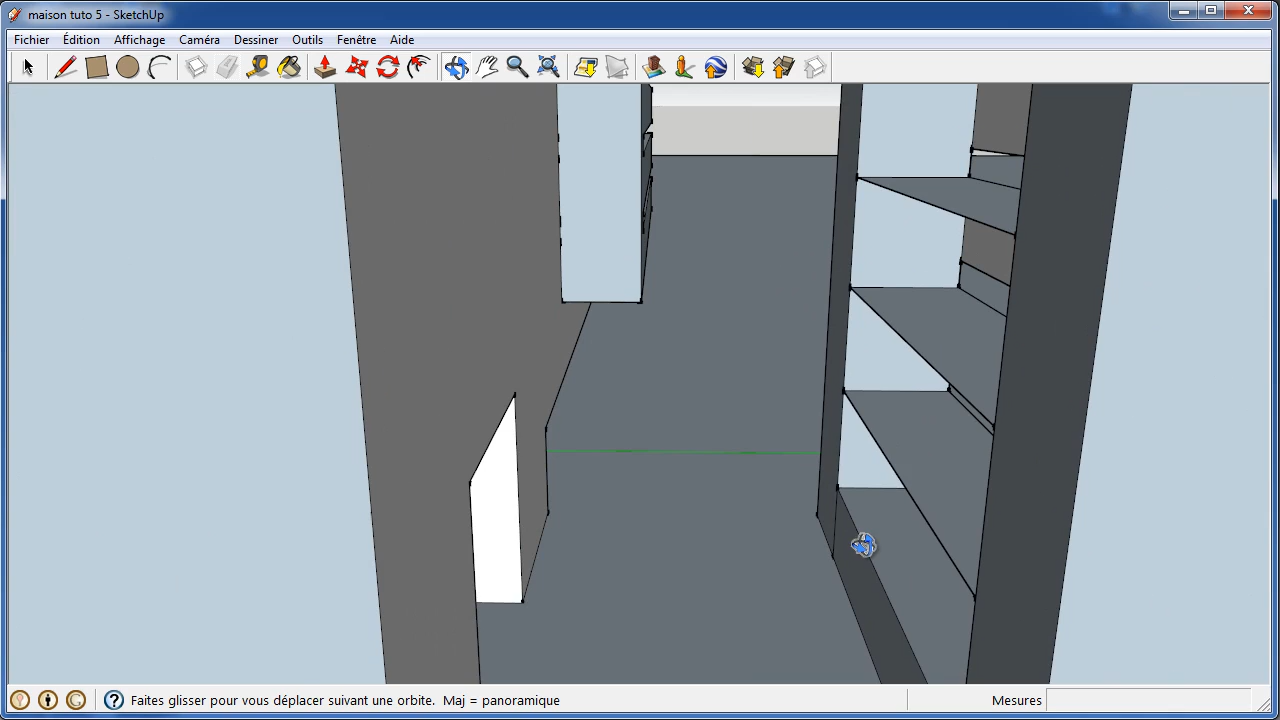 maison tuto 5 - SketchUp
Fichier Édition Affichage Caméra Dessiner Outils Fenêtre Aide
Faites glisser pour vous déplacer suivant une orbite. Maj = panoramique Mesures